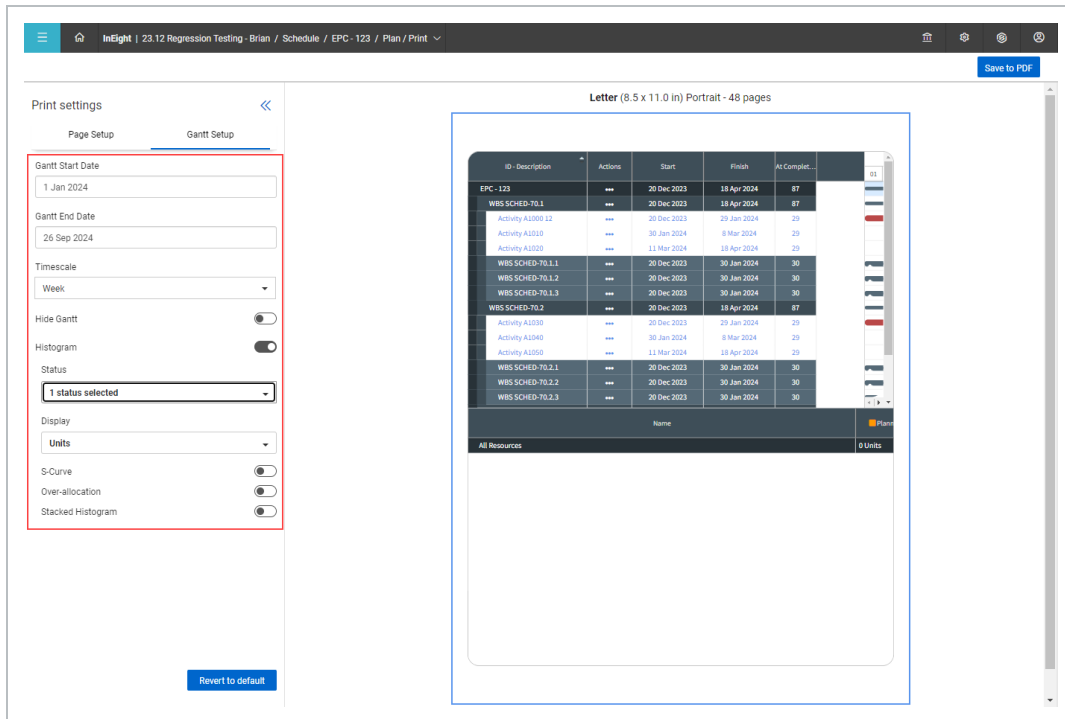 InEight | 23.12 Regression Testing - Brian / Schedule / EPC - 123 / Plan / Print
Save to PDF
Print settings
Letter (8.5 x 11.0 in) Portrait - 48 pages
Page Setup Gantt Setup
Gantt Start Date
1 Jan 2024
Gantt End Date
26 Sep 2024
Timescale
Week
Hide Gantt
Histogram
Status
1 status selected
Display
Units
S-Curve
Over-allocation
Stacked Histogram
Revert to default
ID - Description Actions Start Finish At Complet... 01
EPC - 123 ••• 20 Dec 2023 18 Apr 2024 87
WBS SCHED-70.1 ••• 20 Dec 2023 18 Apr 2024 87
Activity A1000 12 ••• 20 Dec 2023 29 Jan 2024 29
Activity A1010 ••• 30 Jan 2024 8 Mar 2024 29
Activity A1020 ••• 11 Mar 2024 18 Apr 2024 29
WBS SCHED-70.1.1 ••• 20 Dec 2023 30 Jan 2024 30
WBS SCHED-70.1.2 ••• 20 Dec 2023 30 Jan 2024 30
WBS SCHED-70.1.3 ••• 20 Dec 2023 30 Jan 2024 30
WBS SCHED-70.2 ••• 20 Dec 2023 18 Apr 2024 87
Activity A1030 ••• 20 Dec 2023 29 Jan 2024 29
Activity A1040 ••• 30 Jan 2024 8 Mar 2024 29
Activity A1050 ••• 11 Mar 2024 18 Apr 2024 29
WBS SCHED-70.2.1 ••• 20 Dec 2023 30 Jan 2024 30
WBS SCHED-70.2.2 ••• 20 Dec 2023 30 Jan 2024 30
WBS SCHED-70.2.3 ••• 20 Dec 2023 30 Jan 2024 30
Name Plann
All Resources 0 Units